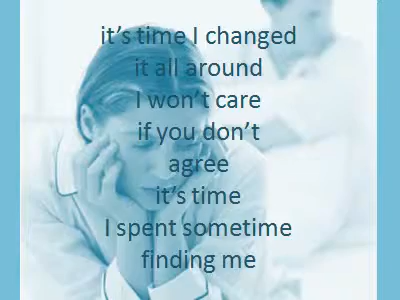 it's time I changed
it all around
I won't care
if you don't
agree
it's time
I spent sometime
finding me